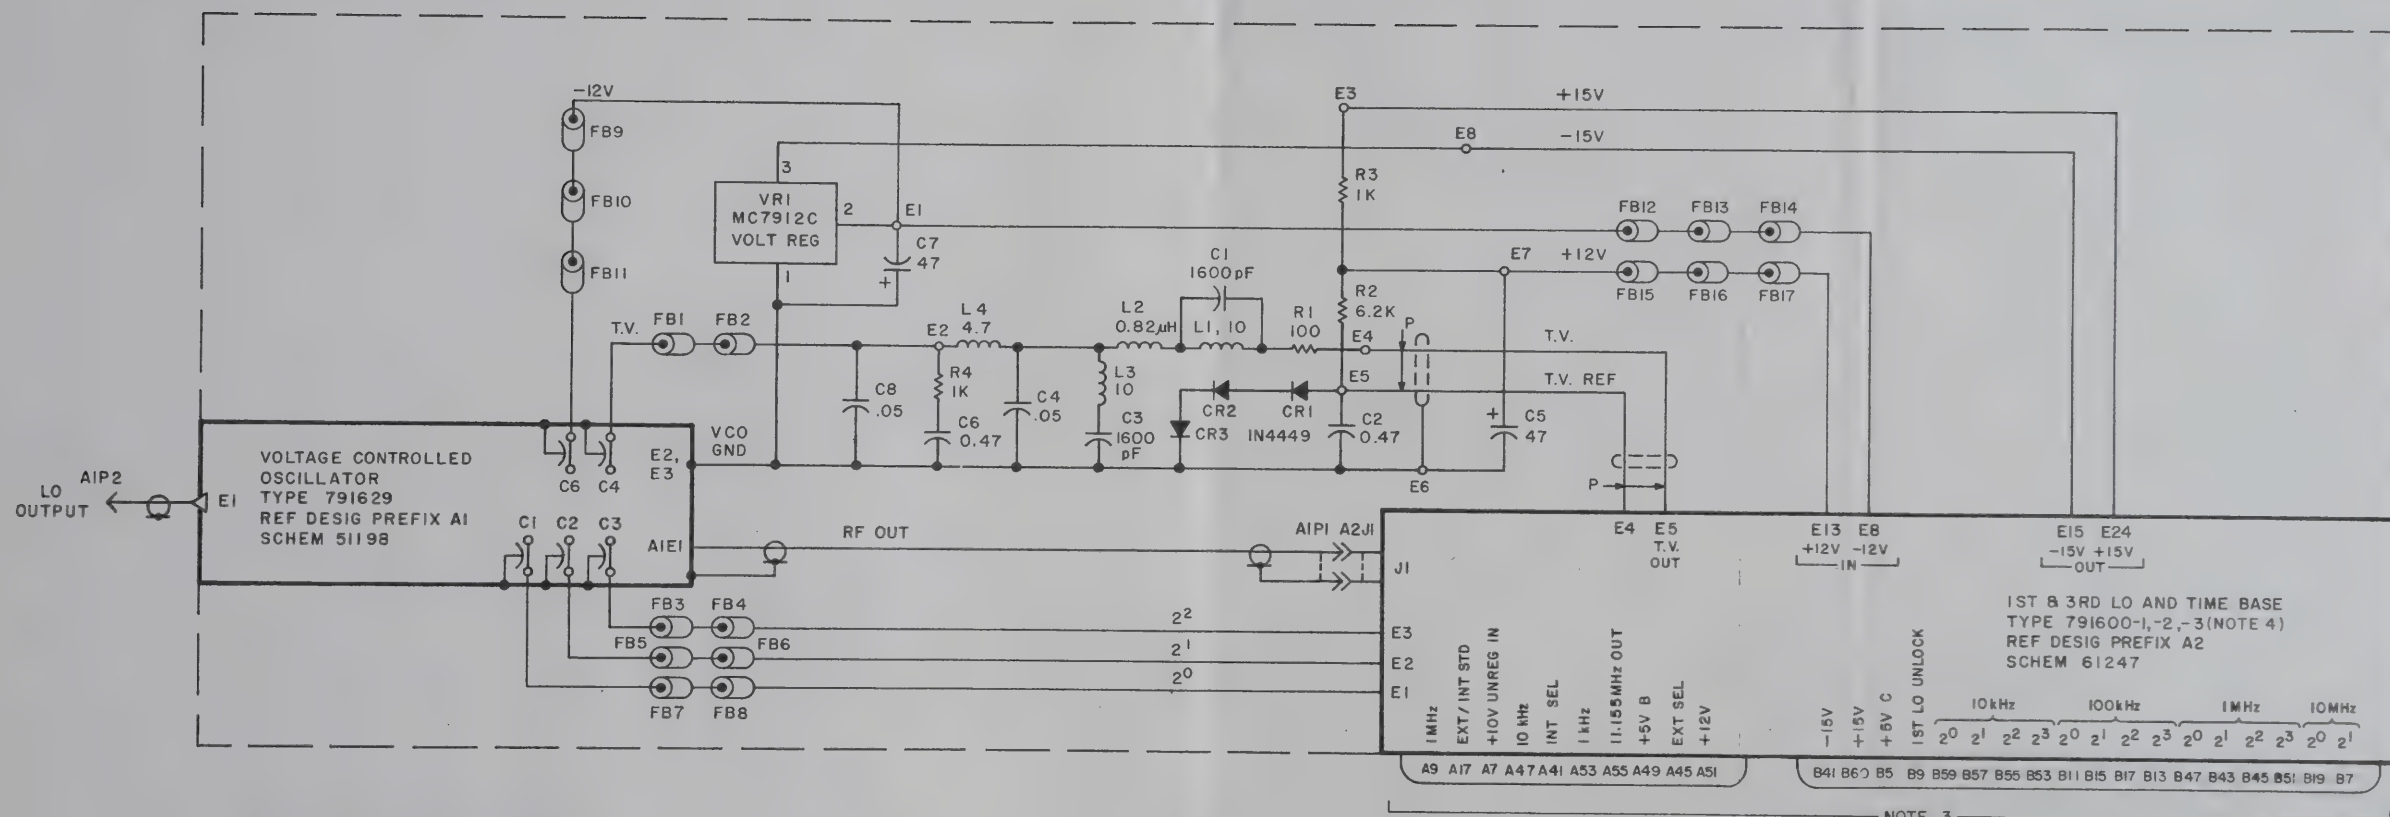 -12V
FB9
FB10
FB11
3
VR1
MC7912C
VOLT REG
2
E1
1
C7
47
+
E3
+15V
E8
-15V
R3
1K
FB12
FB13
FB14
E7
+12V
FB15
FB16
FB17
R2
6.2K
C1
1600pF
L2
0.82µH
L1, 10
R1
100
E4
P
T.V.
T.V.
FB1
FB2
E2
L4
4.7
R4
1K
C8
.05
C6
0.47
C4
.05
L3
10
C3
1600
pF
CR2
CR1
CR3
1N4449
E5
T.V. REF
C2
0.47
+
C5
47
E6
P
VCO
GND
LO
OUTPUT
A1P2
E1
VOLTAGE CONTROLLED
OSCILLATOR
TYPE 791629
REF DESIG PREFIX A1
SCHEM 51198
C6
C4
E2,
E3
C1
C2
C3
A1E1
RF OUT
A1P1 A2J1
FB3
FB4
FB5
FB6
FB7
FB8
2²
2¹
2⁰
J1
E3
E2
E1
E4
E5
T.V.
OUT
E13 E8
+12V -12V
IN
E15 E24
-15V +15V
OUT
1ST & 3RD LO AND TIME BASE
TYPE 791600-1,-2,-3(NOTE 4)
REF DESIG PREFIX A2
SCHEM 61247
1MHz
EXT/INT STD
+10V UNREG IN
10kHz
INT SEL
1kHz
11.155MHz OUT
+5V B
EXT SEL
+12V
-15V
+15V
+5V C
1ST LO UNLOCK
10kHz
100kHz
1MHz
10MHz
2⁰ 2¹ 2² 2³ 2⁰ 2¹ 2² 2³ 2⁰ 2¹ 2² 2³ 2⁰ 2¹
A9 A17 A7 A47 A41 A53 A55 A49 A45 A51
B41 B60 B5 B9 B59 B57 B55 B53 B11 B15 B17 B13 B47 B43 B45 B51 B19 B7
NOTE 3